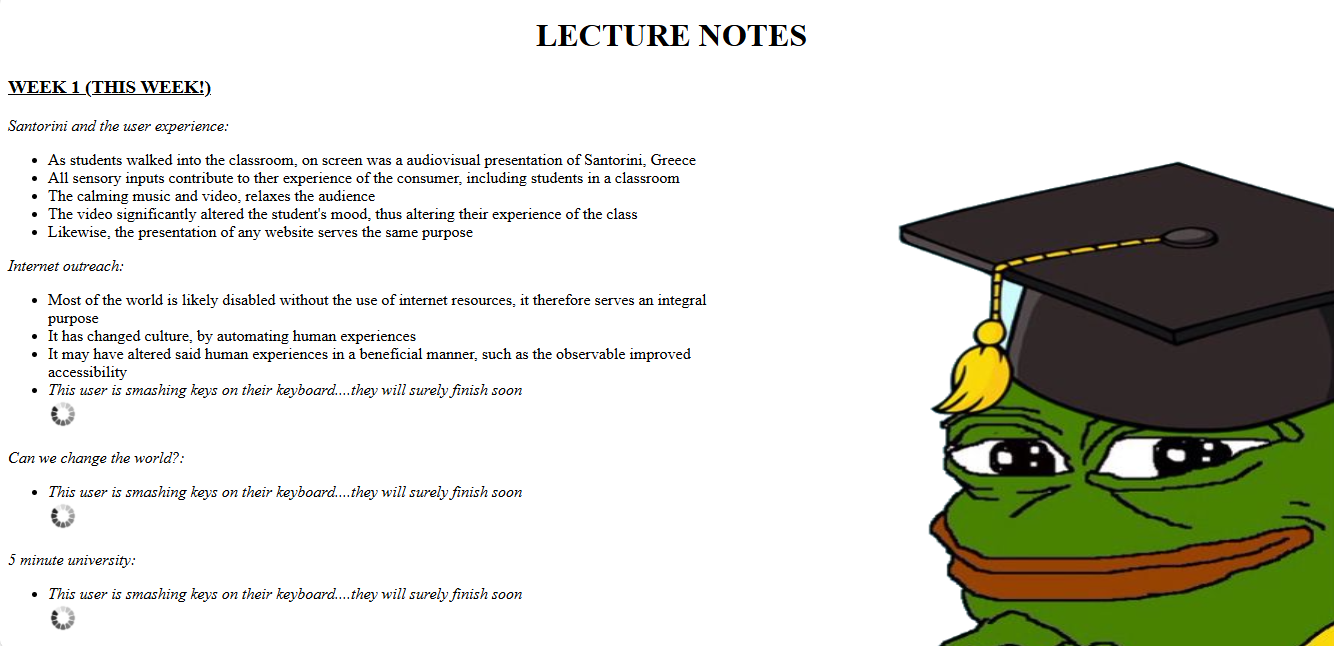 LECTURE NOTES
WEEK 1 (THIS WEEK!)
Santorini and the user experience:
As students walked into the classroom, on screen was a audiovisual presentation of Santorini, Greece
All sensory inputs contribute to ther experience of the consumer, including students in a classroom
The calming music and video, relaxes the audience
The video significantly altered the student's mood, thus altering their experience of the class
Likewise, the presentation of any website serves the same purpose
Internet outreach:
Most of the world is likely disabled without the use of internet resources, it therefore serves an integral
purpose
It has changed culture, by automating human experiences
It may have altered said human experiences in a beneficial manner, such as the observable improved
accessibility
This user is smashing keys on their keyboard....they will surely finish soon
Can we change the world?:
This user is smashing keys on their keyboard....they will surely finish soon
5 minute university:
This user is smashing keys on their keyboard....they will surely finish soon